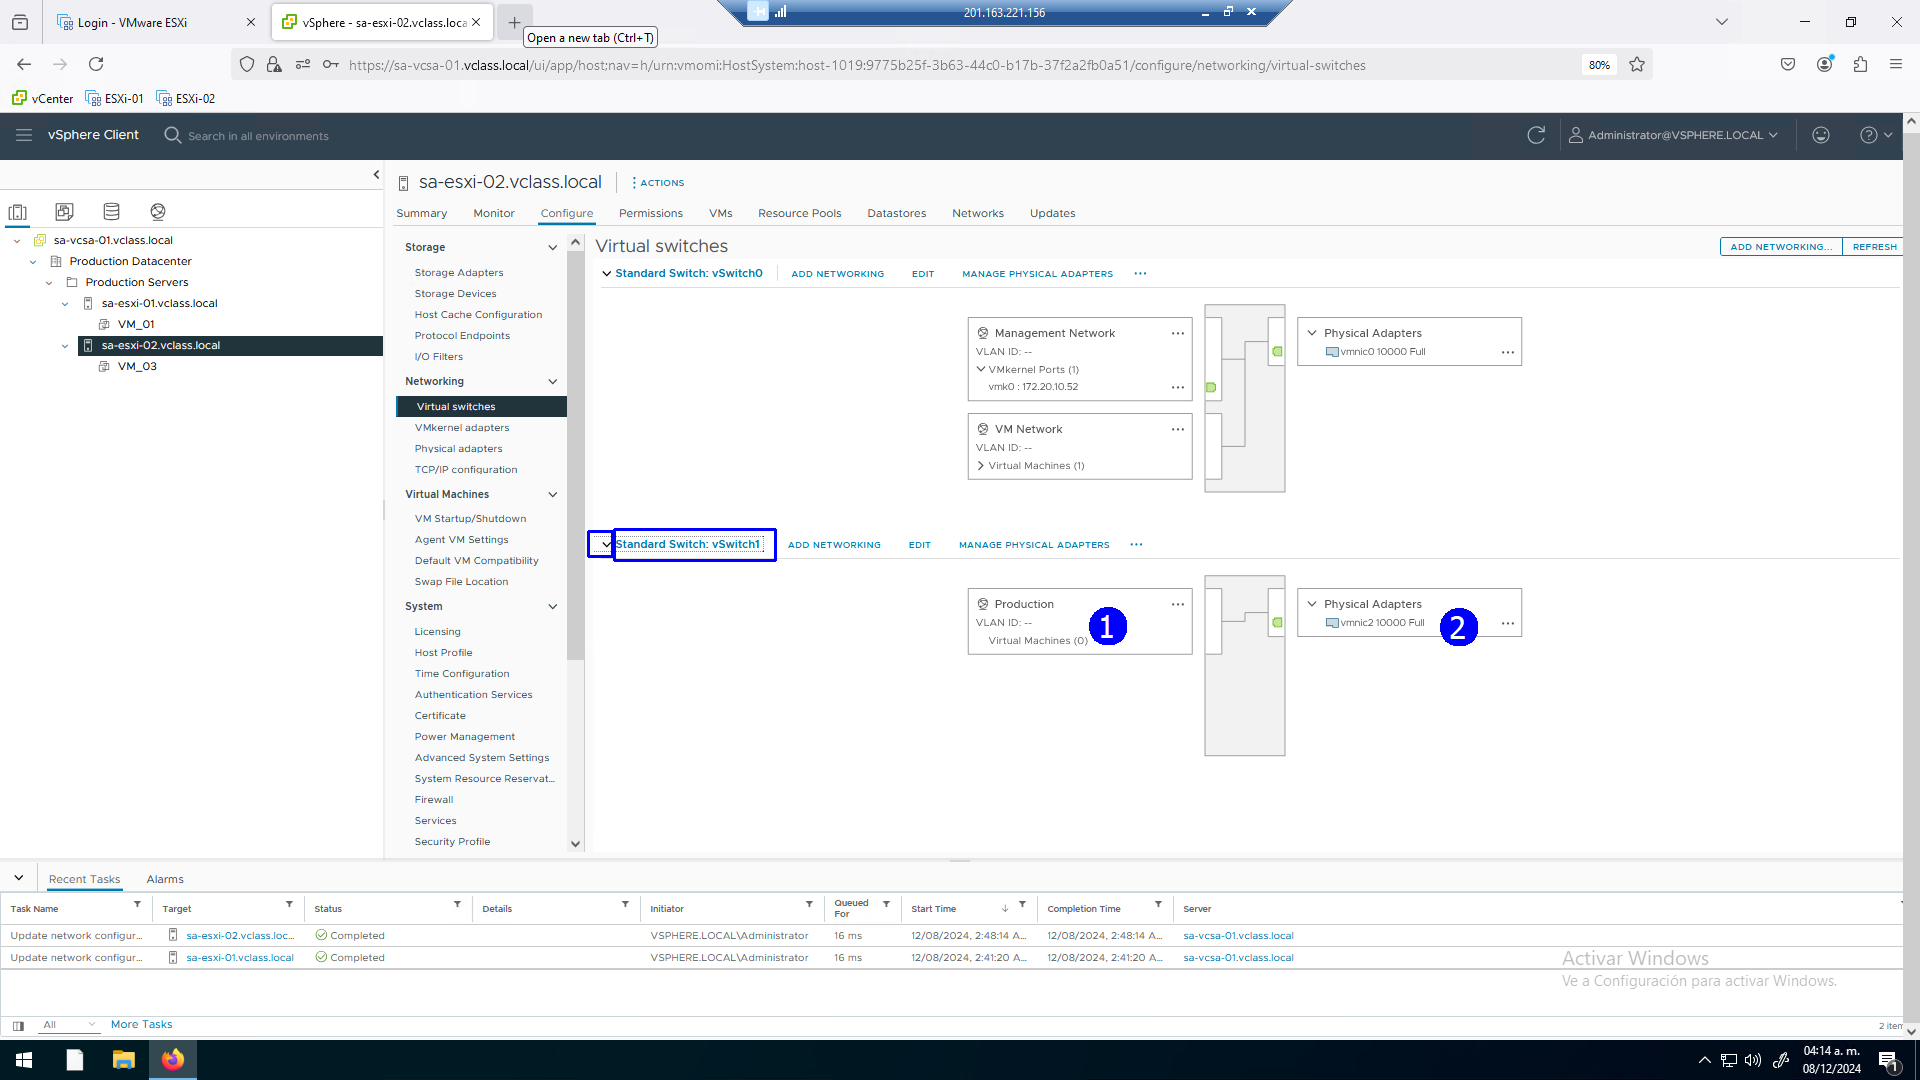 Login - VMware ESXi
vSphere - sa-esxi-02.vclass.loca
Open a new tab (Ctrl+T)
201.163.221.156
https://sa-vcsa-01.vclass.local/ui/app/host;nav=h/urn:vmomi:HostSystem:host-1019:9775b25f-3b63-44c0-b17b-37f2a2fb0a51/configure/networking/virtual-switches
80%
vCenter
ESXi-01
ESXi-02
vSphere Client
Search in all environments
Administrator@VSPHERE.LOCAL
sa-vcsa-01.vclass.local
Production Datacenter
Production Servers
sa-esxi-01.vclass.local
VM_01
sa-esxi-02.vclass.local
VM_03
sa-esxi-02.vclass.local
ACTIONS
Summary
Monitor
Configure
Permissions
VMs
Resource Pools
Datastores
Networks
Updates
Storage
Storage Adapters
Storage Devices
Host Cache Configuration
Protocol Endpoints
I/O Filters
Networking
Virtual switches
VMkernel adapters
Physical adapters
TCP/IP configuration
Virtual Machines
VM Startup/Shutdown
Agent VM Settings
Default VM Compatibility
Swap File Location
System
Licensing
Host Profile
Time Configuration
Authentication Services
Certificate
Power Management
Advanced System Settings
System Resource Reservat...
Firewall
Services
Security Profile
Virtual switches
ADD NETWORKING...
REFRESH
Standard Switch: vSwitch0
ADD NETWORKING
EDIT
MANAGE PHYSICAL ADAPTERS
Management Network
VLAN ID: --
VMkernel Ports (1)
vmk0 : 172.20.10.52
VM Network
VLAN ID: --
Virtual Machines (1)
Physical Adapters
vmnic0 10000 Full
Standard Switch: vSwitch1
ADD NETWORKING
EDIT
MANAGE PHYSICAL ADAPTERS
Production
VLAN ID: --
Virtual Machines (0)
1
Physical Adapters
vmnic2 10000 Full
2
Recent Tasks
Alarms
Task Name
Target
Status
Details
Initiator
Queued For
Start Time
Completion Time
Server
Update network configur...
sa-esxi-02.vclass.loc...
Completed
VSPHERE.LOCAL\Administrator
16 ms
12/08/2024, 2:48:14 A...
12/08/2024, 2:48:14 A...
sa-vcsa-01.vclass.local
Update network configur...
sa-esxi-01.vclass.local
Completed
VSPHERE.LOCAL\Administrator
16 ms
12/08/2024, 2:41:20 A...
12/08/2024, 2:41:20 A...
sa-vcsa-01.vclass.local
Activar Windows
Ve a Configuración para activar Windows.
All
More Tasks
2 item
04:14 a. m.
08/12/2024
1